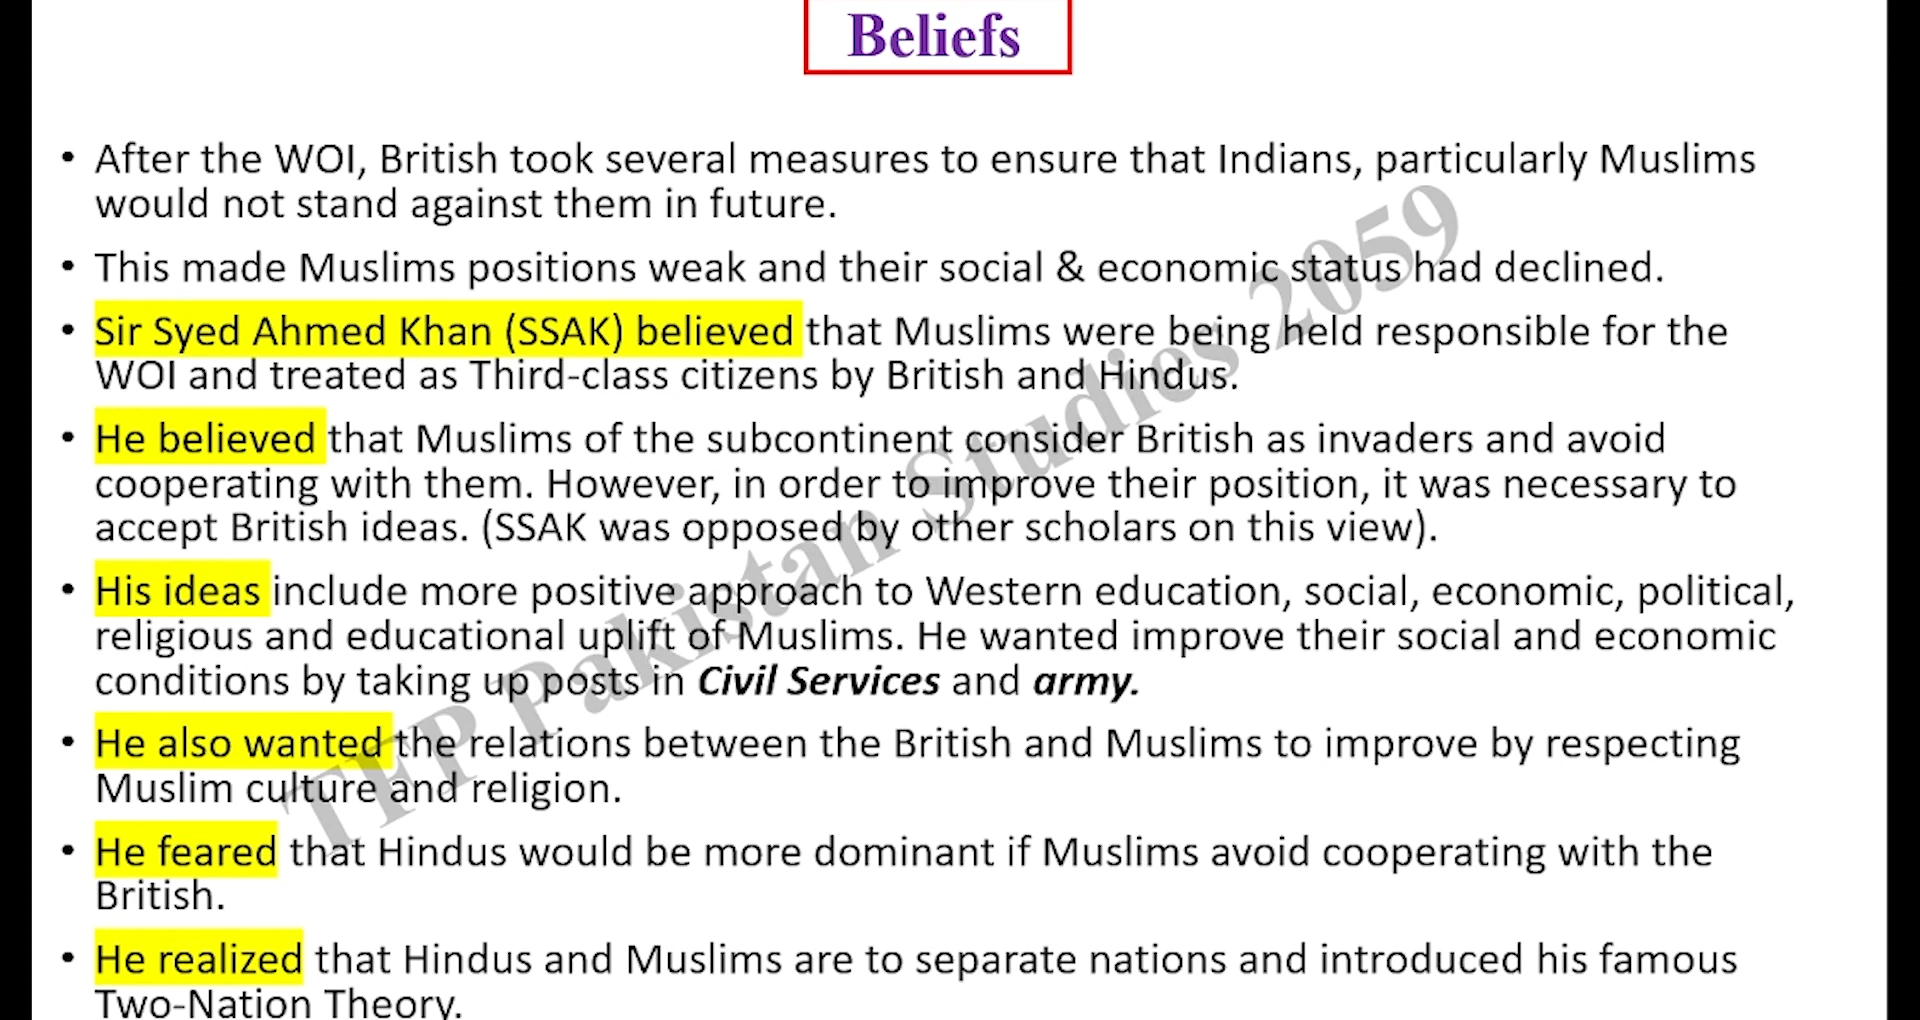 Beliefs
• After the WOI, British took several measures to ensure that Indians, particularly Muslims
would not stand against them in future.
• This made Muslims positions weak and their social & economic status had declined.
• Sir Syed Ahmed Khan (SSAK) believed that Muslims were being held responsible for the
WOI and treated as Third-class citizens by British and Hindus.
• He believed that Muslims of the subcontinent consider British as invaders and avoid
cooperating with them. However, in order to improve their position, it was necessary to
accept British ideas. (SSAK was opposed by other scholars on this view).
• His ideas include more positive approach to Western education, social, economic, political,
religious and educational uplift of Muslims. He wanted improve their social and economic
conditions by taking up posts in Civil Services and army.
• He also wanted the relations between the British and Muslims to improve by respecting
Muslim culture and religion.
• He feared that Hindus would be more dominant if Muslims avoid cooperating with the
British.
• He realized that Hindus and Muslims are to separate nations and introduced his famous
Two-Nation Theory.
TFP Pakistan Studies 2059